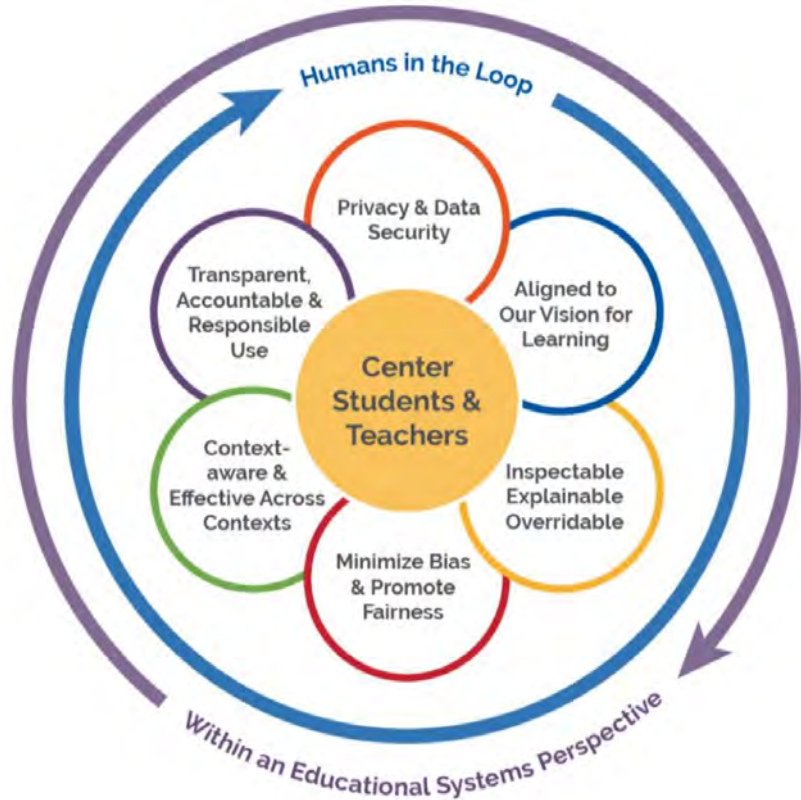 Humans in the Loop
Privacy & Data
Security
Aligned to
Our Vision for
Learning
Inspectable
Explainable
Overridable
Minimize Bias
& Promote
Fairness
Context-
aware &
Effective Across
Contexts
Transparent,
Accountable &
Responsible
Use
Center
Students &
Teachers
Within an Educational Systems Perspective